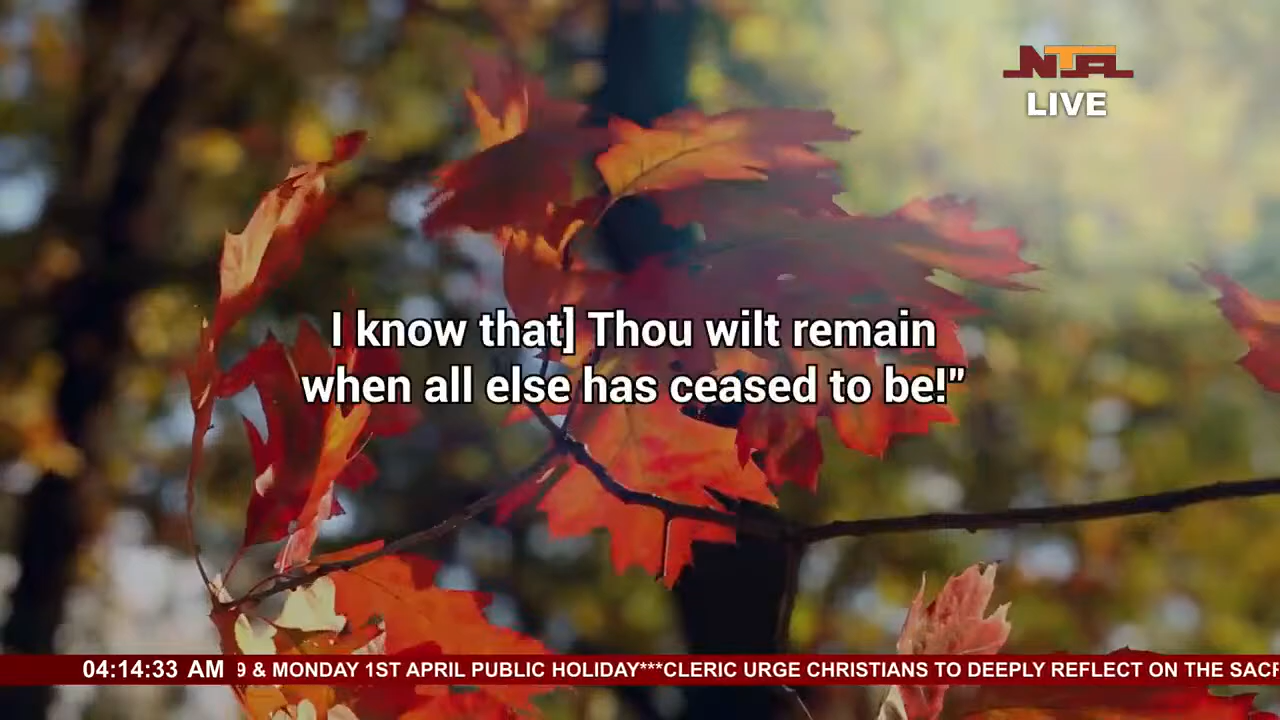 NTA
LIVE
I know that] Thou wilt remain
when all else has ceased to be!”
04:14:33 AM 9 & MONDAY 1ST APRIL PUBLIC HOLIDAY***CLERIC URGE CHRISTIANS TO DEEPLY REFLECT ON THE